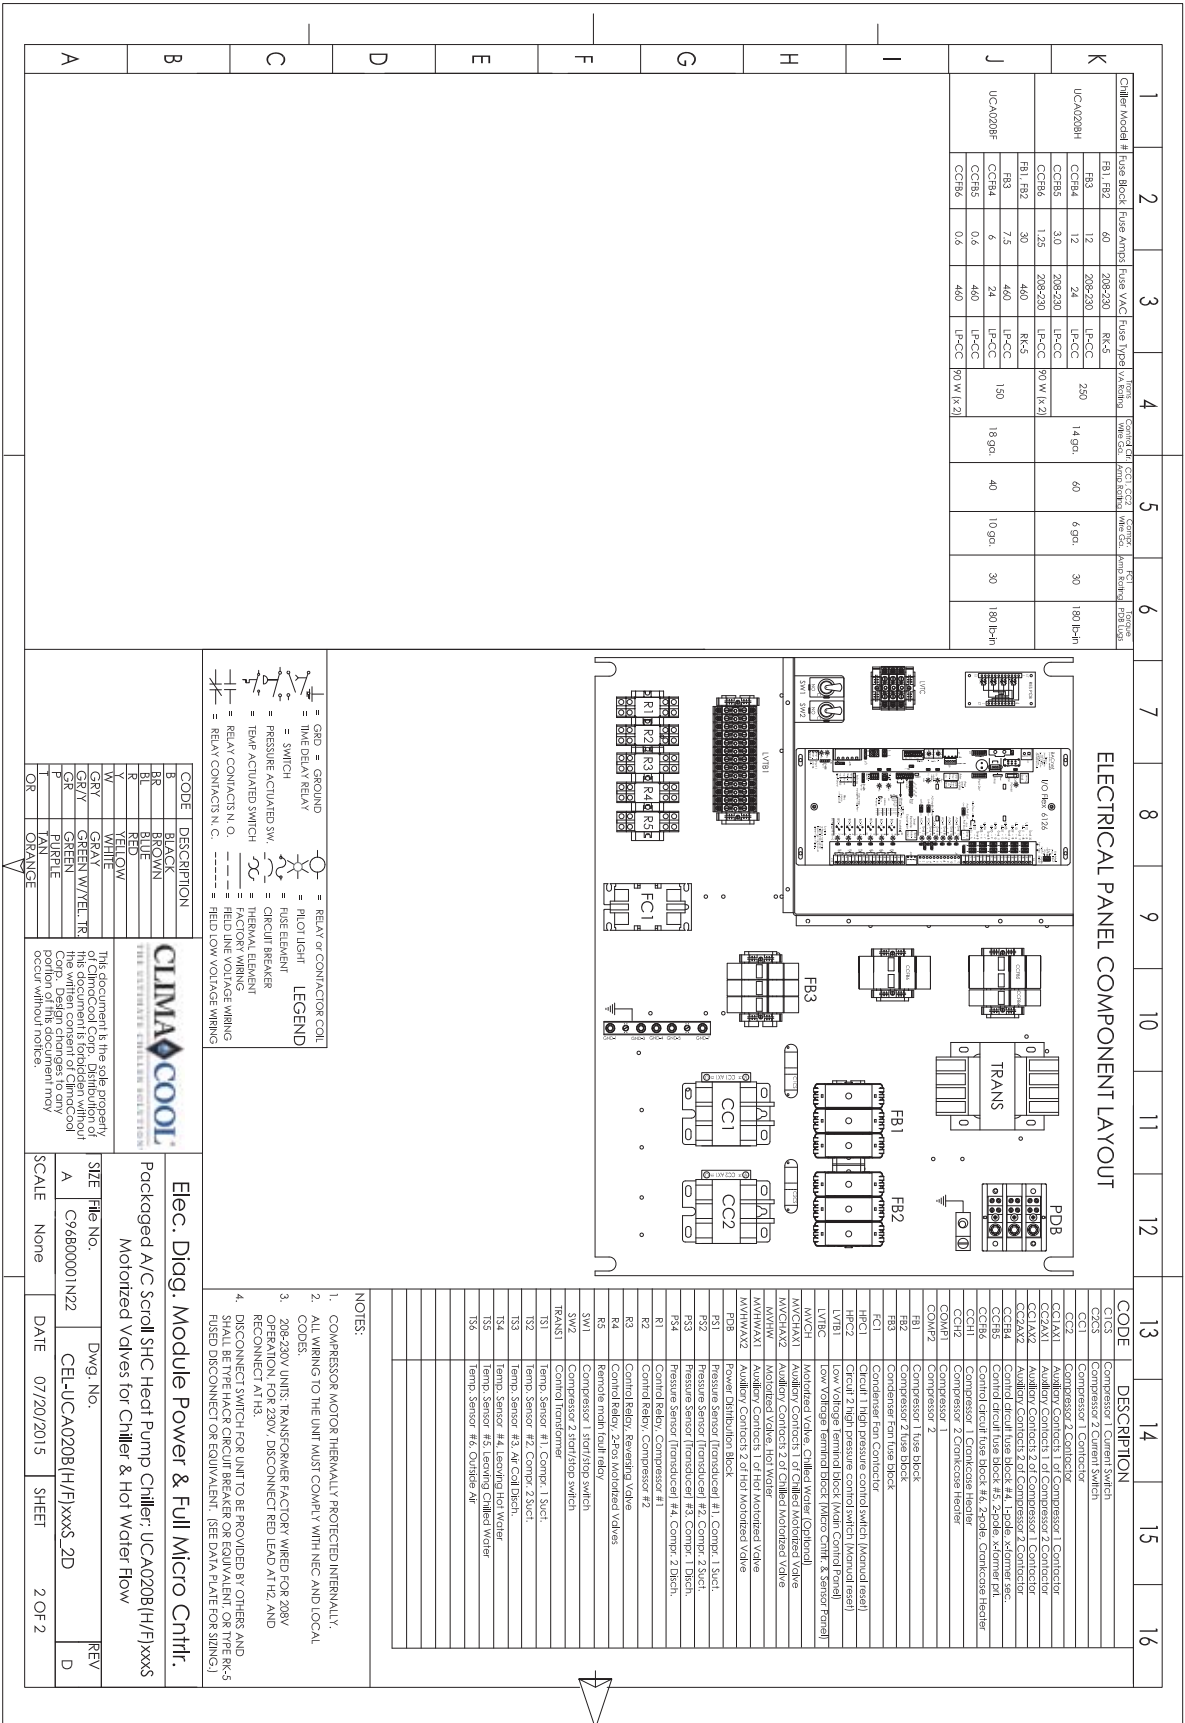 1 2 3 4 5 6 7 8 9 10 11 12 13 14 15 16
K
J
I
H
G
F
E
D
C
B
A
Chiller Model # Fuse Block Fuse Amps Fuse VAC Fuse Type Trans VA Rating Control Cir. Wire Ga. CC1, CC2 Amp Rating Compr. Wire Ga. FC1 Amp Rating Torque PDB Lugs
UCA020BH
FB1, FB2 60 208-230 RK-5
FB3 12 208-230 LP-CC
CCFB4 12 24 LP-CC
CCFB5 3.0 208-230 LP-CC
CCFB6 1.25 208-230 LP-CC
250
90 W (x 2)
14 ga. 60 6 ga. 30 180 lb-in
UCA020BF
FB1, FB2 30 460 RK-5
FB3 7.5 460 LP-CC
CCFB4 6 24 LP-CC
CCFB5 0.6 460 LP-CC
CCFB6 0.6 460 LP-CC
150
90 W (x 2)
18 ga. 40 10 ga. 30 180 lb-in
ELECTRICAL PANEL COMPONENT LAYOUT
LVTC
SW1
SW2
I/O Flex 6126
LVTB1
R1
R2
R3
R4
R5
FC1
FB3
TRANS
FB1
FB2
PDB
CC1
CC2
CC1 AX1
CC2 AX1
CODE DESCRIPTION
C1CS Compressor 1 Current Switch
C2CS Compressor 2 Current Switch
CC1 Compressor 1 Contactor
CC2 Compressor 2 Contactor
CC1AX1 Auxiliary Contacts 1 of Compressor 1 Contactor
CC2AX1 Auxiliary Contacts 1 of Compressor 2 Contactor
CC1AX2 Auxiliary Contacts 2 of Compressor 1 Contactor
CC2AX2 Auxiliary Contacts 2 of Compressor 2 Contactor
CCFB4 Control circuit fuse block #4, 1-pole, x-former sec.
CCFB5 Control circuit fuse block #5, 2-pole, x-former pri.
CCFB6 Control circuit fuse block #6, 2-pole, Crankcase Heater
CCH1 Compressor 1 Crankcase Heater
CCH2 Compressor 2 Crankcase Heater
COMP1 Compressor 1
COMP2 Compressor 2
FB1 Compressor 1 fuse block
FB2 Compressor 2 fuse block
FB3 Condenser Fan fuse block
FC1 Condenser Fan Contactor
HPC1 Circuit 1 high pressure control switch (Manual reset)
HPC2 Circuit 2 high pressure control switch (Manual reset)
LVTB1 Low Voltage Terminal block (Main Control Panel)
LVTBC Low Voltage Terminal block (Micro Cntrlr. & Sensor Panel)
MVCH Motorized Valve, Chilled Water (Optional)
MVCHAX1 Auxiliary Contacts 1 of Chilled Motorized Valve
MVCHAX2 Auxiliary Contacts 2 of Chilled Motorized Valve
MVHW Motorized Valve, Hot Water
MVHWAX1 Auxiliary Contacts 1 of Hot Motorized Valve
MVHWAX2 Auxiliary Contacts 2 of Hot Motorized Valve
PDB Power Distribution Block
PS1 Pressure Sensor (Transducer) #1, Compr. 1 Suct.
PS2 Pressure Sensor (Transducer) #2, Compr. 2 Suct.
PS3 Pressure Sensor (Transducer) #3, Compr. 1 Disch.
PS4 Pressure Sensor (Transducer) #4, Compr. 2 Disch.
R1 Control Relay, Compressor #1
R2 Control Relay, Compressor #2
R3 Control Relay, Reversing Valve
R4 Control Relay, 2-Pos Motorized Valves
R5 Remote main fault relay
SW1 Compressor 1 start/stop switch
SW2 Compressor 2 start/stop switch
TRANS1 Control Transformer
TS1 Temp. Sensor #1, Compr. 1 Suct.
TS2 Temp. Sensor #2, Compr. 2 Suct.
TS3 Temp. Sensor #3, Air Coil Disch.
TS4 Temp. Sensor #4, Leaving Hot Water
TS5 Temp. Sensor #5, Leaving Chilled Water
TS6 Temp. Sensor #6, Outside Air
NOTES:
1. COMPRESSOR MOTOR THERMALLY PROTECTED INTERNALLY.
2. ALL WIRING TO THE UNIT MUST COMPLY WITH NEC AND LOCAL
CODES.
3. 208-230V UNITS: TRANSFORMER FACTORY WIRED FOR 208V
OPERATION. FOR 230V, DISCONNECT RED LEAD AT H2, AND
RECONNECT AT H3.
4. DISCONNECT SWITCH FOR UNIT TO BE PROVIDED BY OTHERS AND
SHALL BE TYPE HACR CIRCUIT BREAKER OR EQUIVALENT, OR TYPE RK-5
FUSED DISCONNECT OR EQUIVALENT. (SEE DATA PLATE FOR SIZING.)
LEGEND
= GRD = GROUND
= TIME DELAY RELAY
= SWITCH
= PRESSURE ACTUATED SW.
= TEMP ACTUATED SWITCH
= RELAY CONTACTS N. O.
= RELAY CONTACTS N. C.
= RELAY or CONTACTOR COIL
= PILOT LIGHT
= FUSE ELEMENT
= CIRCUIT BREAKER
= THERMAL ELEMENT
= FACTORY WIRING
= FIELD LINE VOLTAGE WIRING
= FIELD LOW VOLTAGE WIRING
CODE DESCRIPTION
B BLACK
BR BROWN
BL BLUE
R RED
Y YELLOW
W WHITE
GRY GRAY
GR/Y GREEN W/YEL. TR.
GR GREEN
P PURPLE
T TAN
OR ORANGE
CLIMACOOL
THE ULTIMATE CHILLER SOLUTION
This document is the sole property
of ClimaCool Corp. Distribution of
this document is forbidden without
the written consent of ClimaCool
Corp. Design changes to any
portion of this document may
occur without notice.
Elec. Diag. Module Power & Full Micro Cntrlr.
Packaged A/C Scroll SHC Heat Pump Chiller; UCA020B(H/F)xxxS
Motorized Valves for Chiller & Hot Water Flow
SIZE File No. Dwg. No. REV
A C96B00001N22 CEL-UCA020B(H/F)xxxS_2D D
SCALE None DATE 07/20/2015 SHEET 2 OF 2